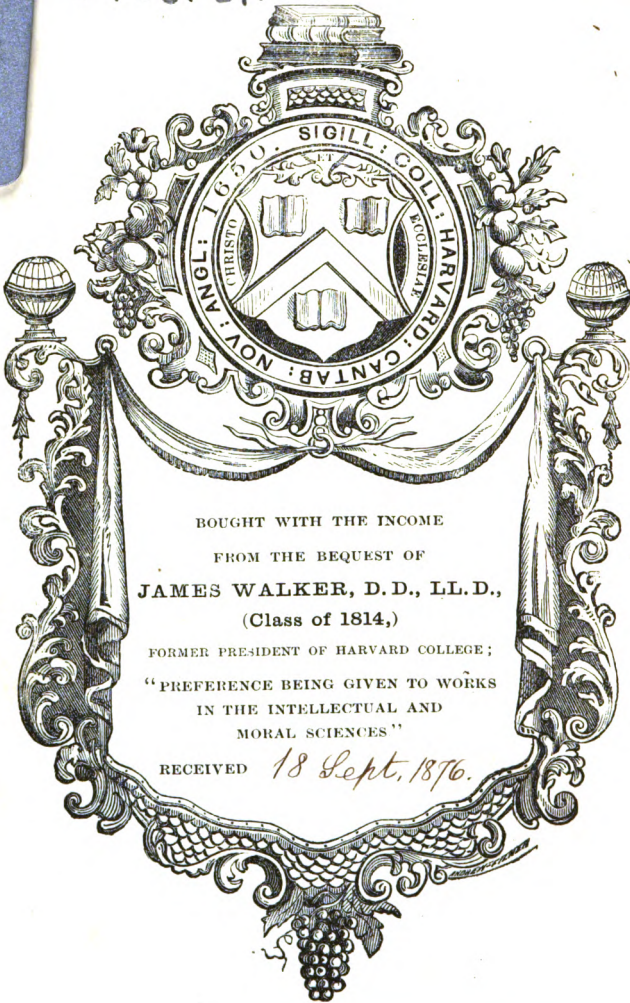 SIGILL: COLL: HARVARD: CANTAB: NOV: ANGL: 1650.
ET
CHRISTO
ECCLESIAE
BOUGHT WITH THE INCOME
FROM THE BEQUEST OF
JAMES WALKER, D.D., LL.D.,
(Class of 1814,)
FORMER PRESIDENT OF HARVARD COLLEGE;
"PREFERENCE BEING GIVEN TO WORKS
IN THE INTELLECTUAL AND
MORAL SCIENCES"
RECEIVED 18 Sept, 1876.